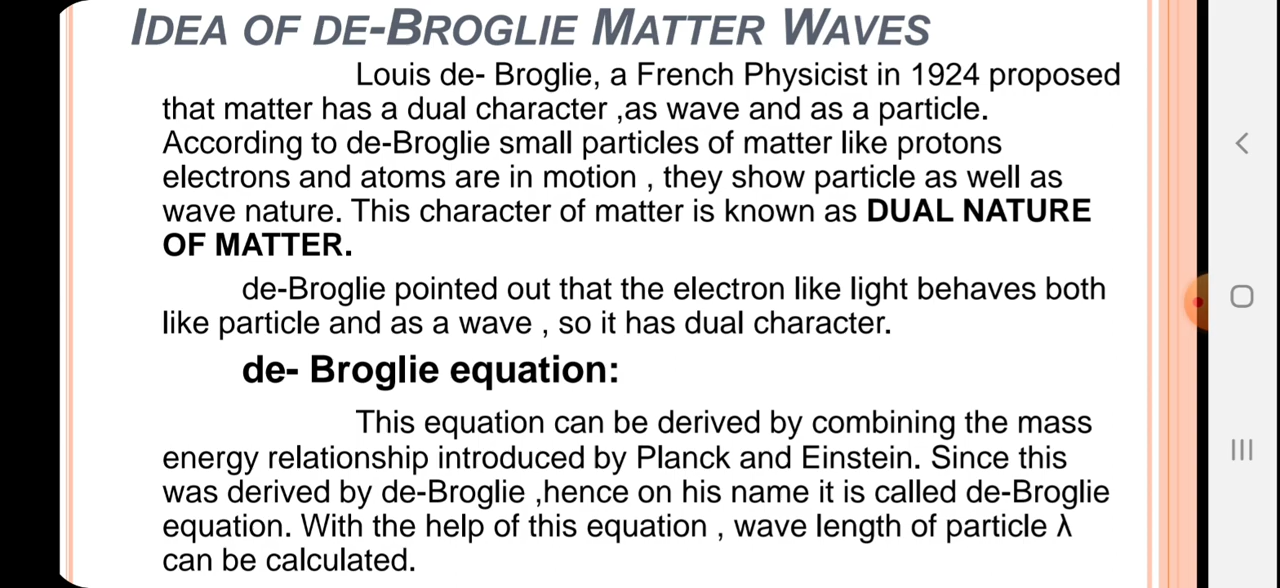 IDEA OF DE-BROGLIE MATTER WAVES
Louis de- Broglie, a French Physicist in 1924 proposed
that matter has a dual character ,as wave and as a particle.
According to de-Broglie small particles of matter like protons
electrons and atoms are in motion , they show particle as well as
wave nature. This character of matter is known as DUAL NATURE
OF MATTER.
de-Broglie pointed out that the electron like light behaves both
like particle and as a wave , so it has dual character.
de- Broglie equation:
This equation can be derived by combining the mass
energy relationship introduced by Planck and Einstein. Since this
was derived by de-Broglie ,hence on his name it is called de-Broglie
equation. With the help of this equation , wave length of particle λ
can be calculated.